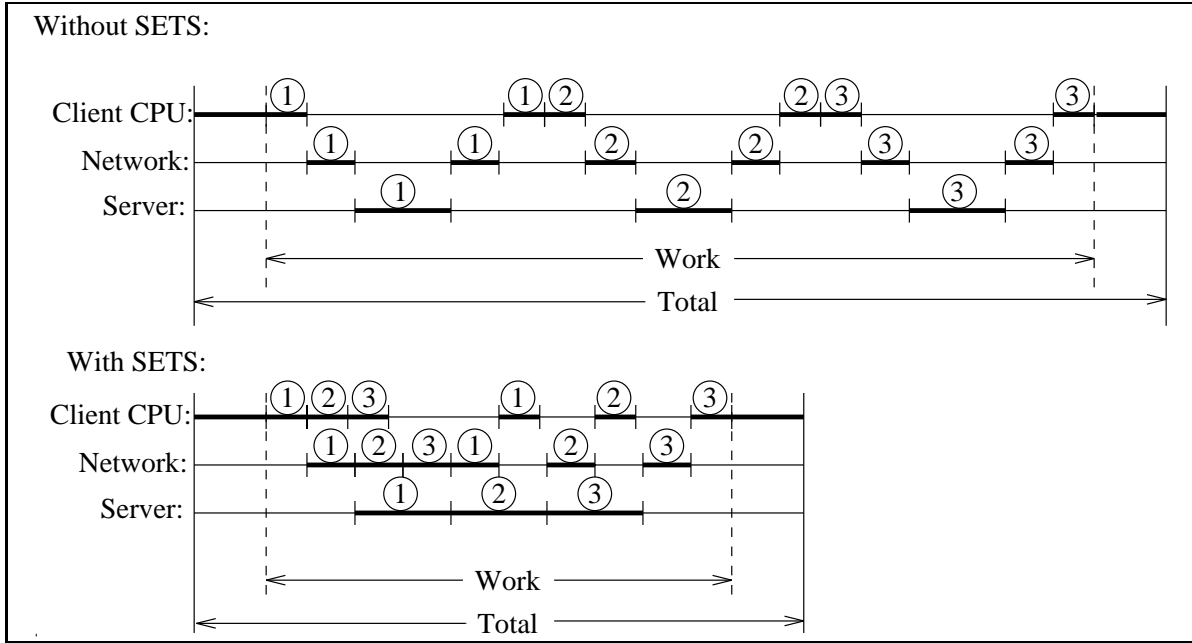 Without SETS:
Client CPU: 1 1 2 2 3 3
Network: 1 1 2 2 3 3
Server: 1 2 3
Work
Total
With SETS:
Client CPU: 1 2 3 1 2 3
Network: 1 2 3 1 2 3
Server: 1 2 3
Work
Total